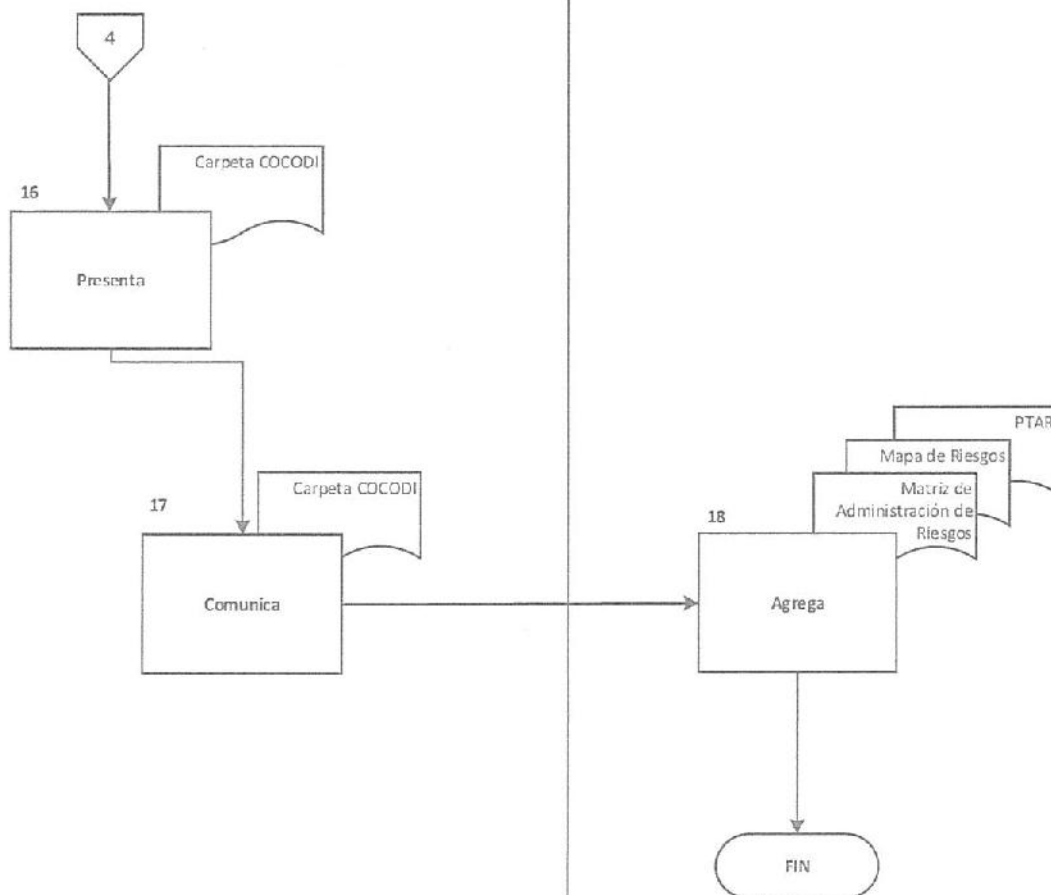 4
Carpeta COCODI
16
Presenta
Carpeta COCODI
17
Comunica
PTAR
Mapa de Riesgos
Matriz de
Administración de
Riesgos
18
Agrega
FIN